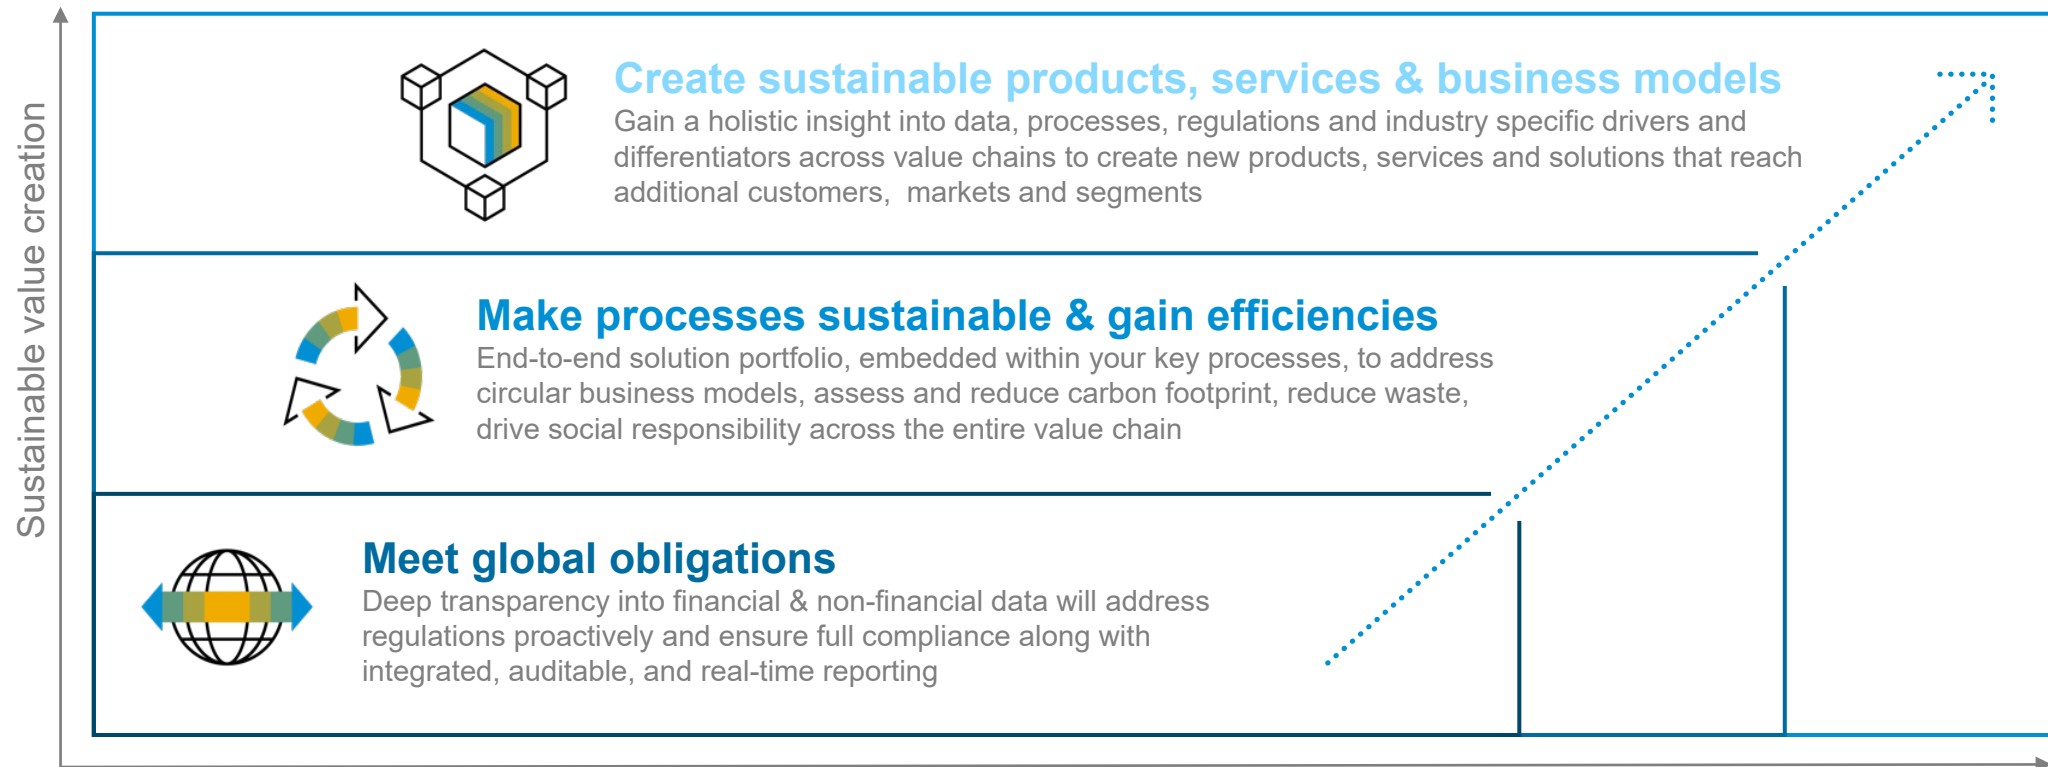 Sustainable value creation
Create sustainable products, services & business models
Gain a holistic insight into data, processes, regulations and industry specific drivers and
differentiators across value chains to create new products, services and solutions that reach
additional customers,  markets and segments
Make processes sustainable & gain efficiencies
End-to-end solution portfolio, embedded within your key processes, to address
circular business models, assess and reduce carbon footprint, reduce waste,
drive social responsibility across the entire value chain
Meet global obligations
Deep transparency into financial & non-financial data will address
regulations proactively and ensure full compliance along with
integrated, auditable, and real-time reporting